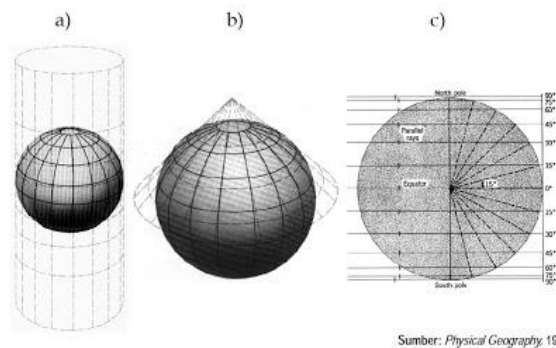 a)
b)
c)
North pole
90°
75°
60°
45°
Parallel
rays
30°
15°
Equator
15°
0°
15°
30°
45°
60°
75°
90°
South pole
Sumber: Physical Geography, 19